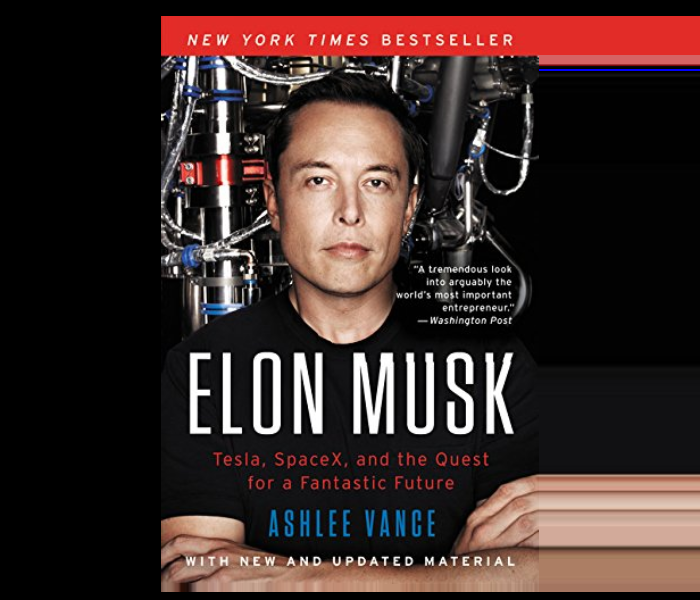 NEW YORK TIMES BESTSELLER
"A tremendous look
into arguably the
world's most important
entrepreneur."
—Washington Post
ELON MUSK
Tesla, SpaceX, and the Quest
for a Fantastic Future
ASHLEE VANCE
WITH NEW AND UPDATED MATERIAL